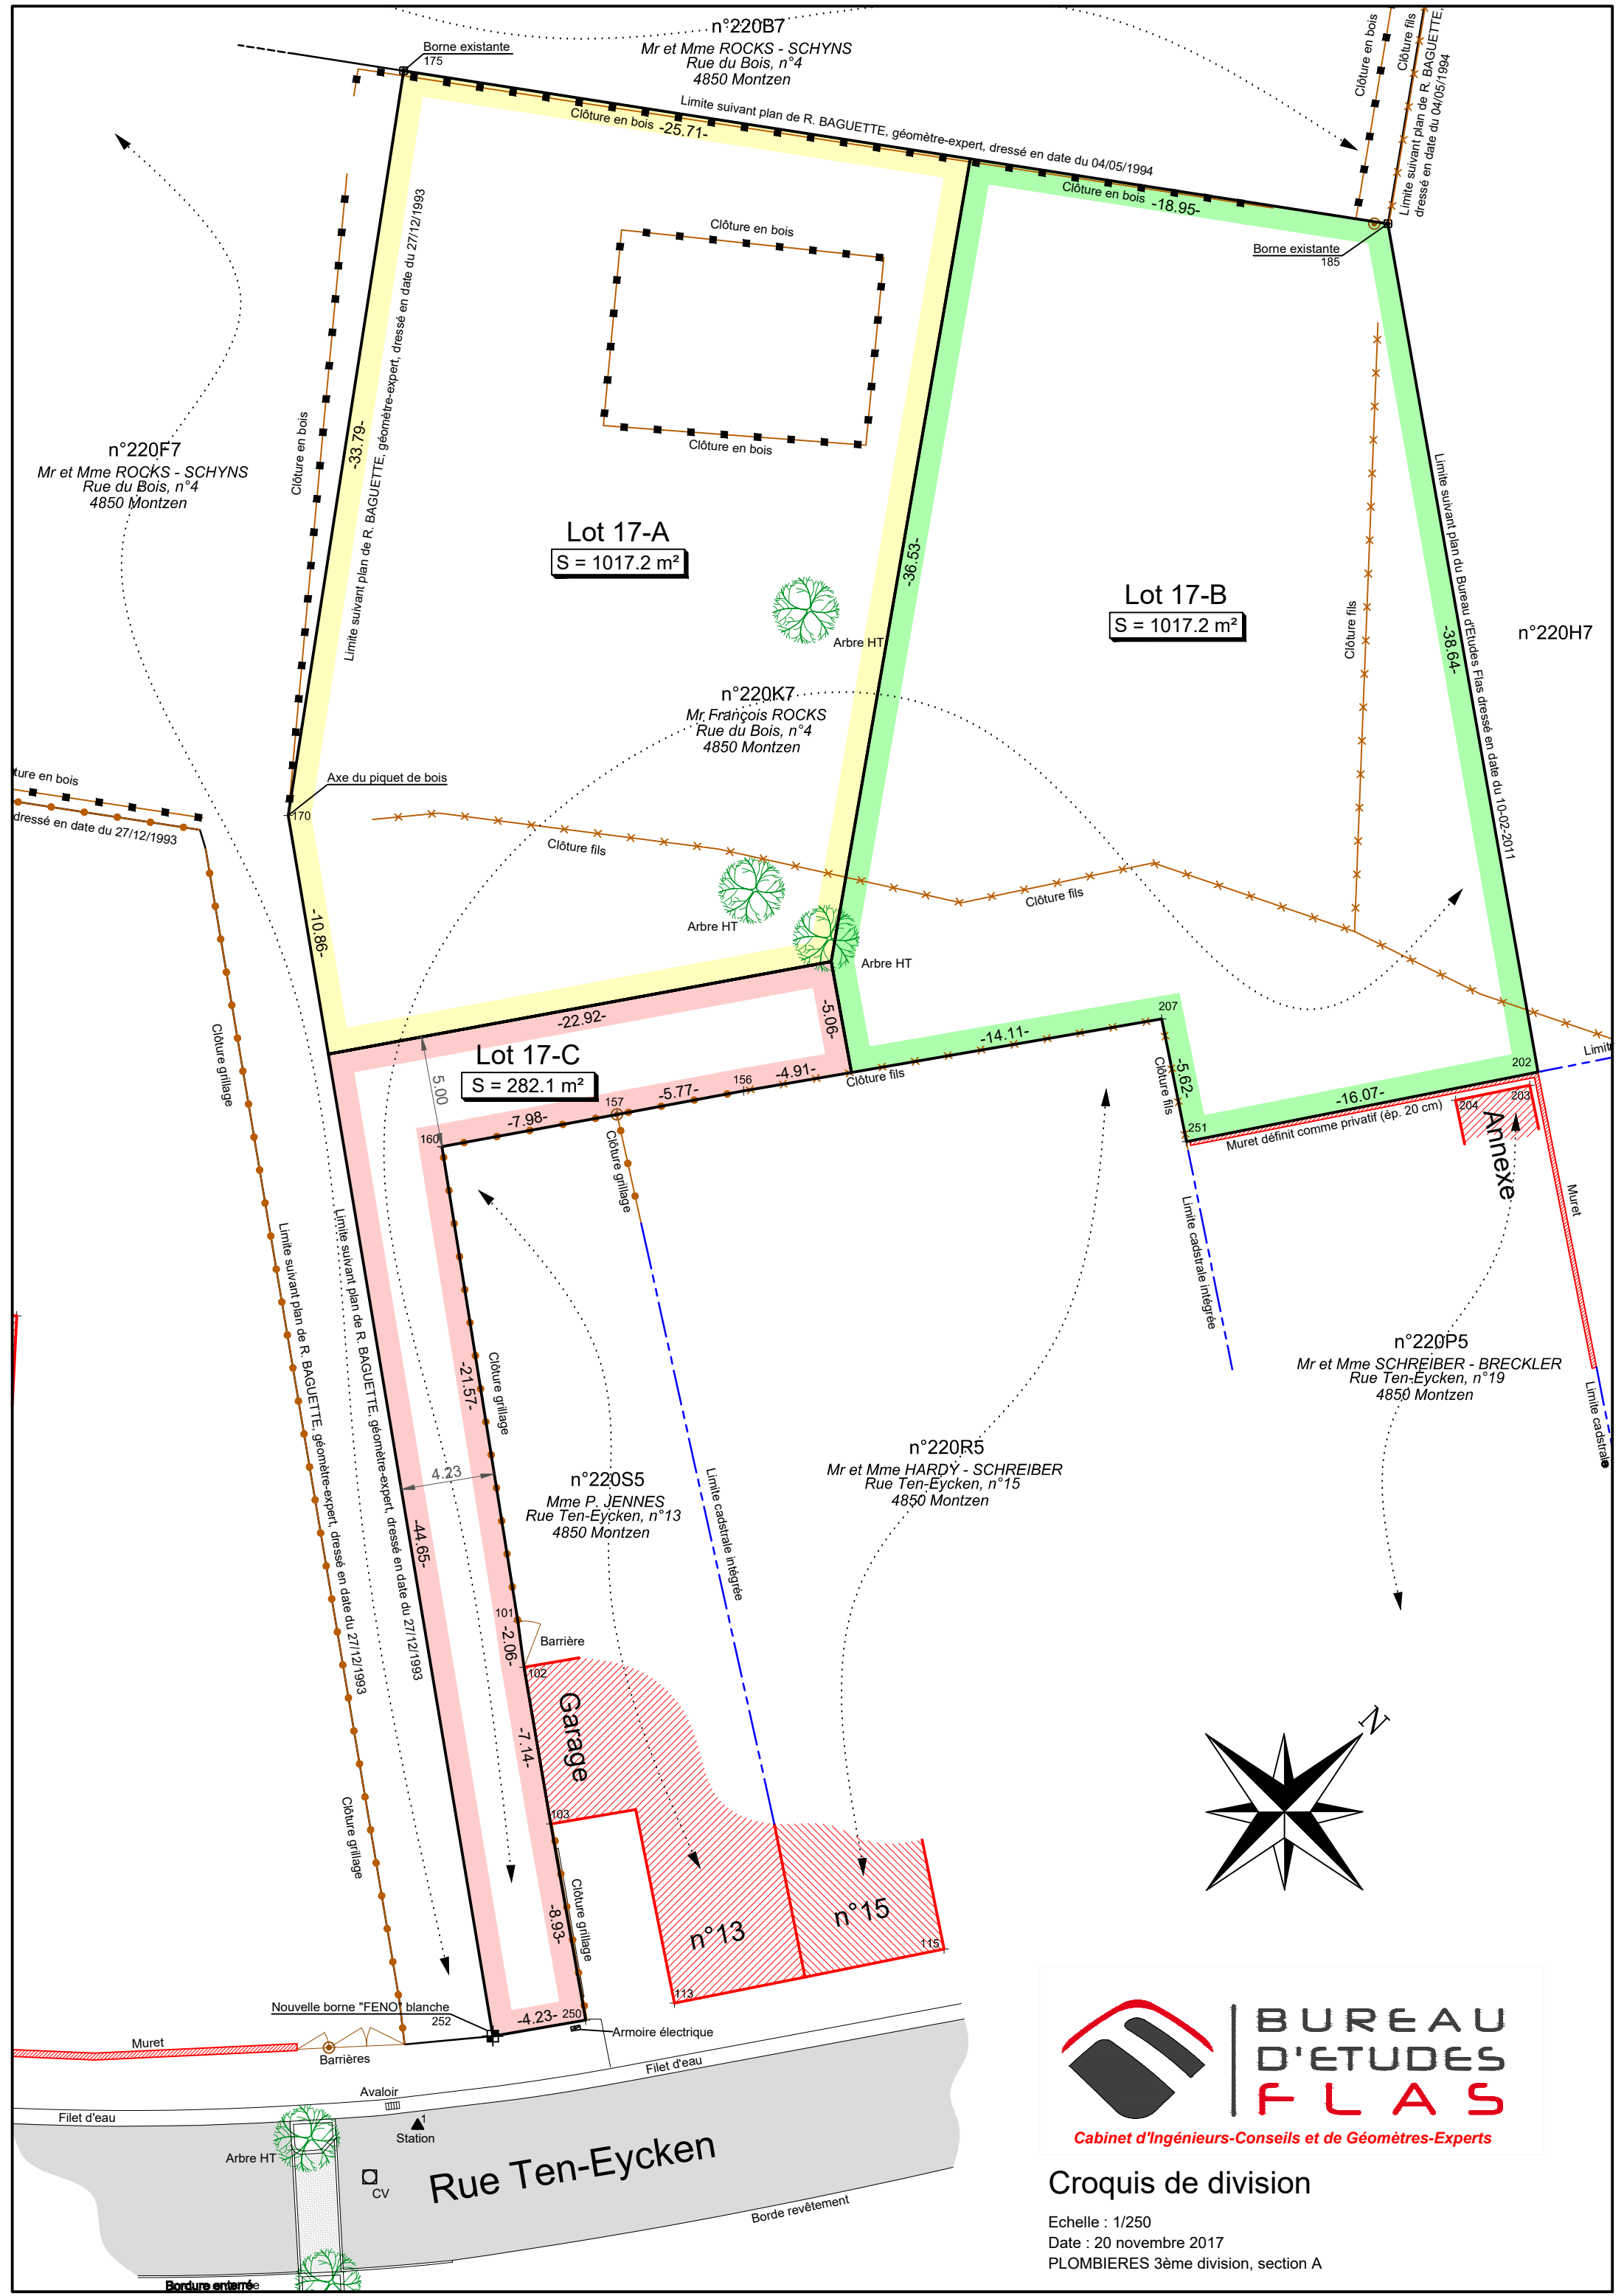 n°220B7
Mr et Mme ROCKS - SCHYNS
Rue du Bois, n°4
4850 Montzen
Borne existante
175
Clôture en bois
-25.71-
Limite suivant plan de R. BAGUETTE, géomètre-expert, dressé en date du 04/05/1994
Clôture en bois
Clôture fils
Limite suivant plan de R. BAGUETTE,
dressé en date du 04/05/1994
Clôture en bois
-18.95-
Borne existante
185
Clôture en bois
Clôture en bois
Clôture en bois
-33.79-
Limite suivant plan de R. BAGUETTE, géomètre-expert, dressé en date du 27/12/1993
n°220F7
Mr et Mme ROCKS - SCHYNS
Rue du Bois, n°4
4850 Montzen
Lot 17-A
S = 1017.2 m²
-36.53-
Lot 17-B
S = 1017.2 m²
Clôture fils
-38.64-
Limite suivant plan du Bureau d'Etudes Flas dressé en date du 10-02-2011
n°220H7
Arbre HT
n°220K7
Mr François ROCKS
Rue du Bois, n°4
4850 Montzen
Axe du piquet de bois
170
ture en bois
dressé en date du 27/12/1993
Clôture fils
Clôture fils
Arbre HT
Arbre HT
-10.86-
-22.92-
-5.06-
Lot 17-C
S = 282.1 m²
5.00
160
-7.98-
157
-5.77-
156
-4.91-
Clôture fils
-14.11-
207
-5.62-
Clôture fils
251
-16.07-
202
Limit
Muret définit comme privatif (ép. 20 cm)
204
203
Annexe
Muret
Clôture grillage
Clôture grillage
Limite cadstrale intégrée
Limite suivant plan de R. BAGUETTE, géomètre-expert, dressé en date du 27/12/1993
Limite suivant plan de R. BAGUETTE, géomètre-expert, dressé en date du 27/12/1993
-21.57-
Clôture grillage
4.23
-44.65-
n°220S5
Mme P. JENNES
Rue Ten-Eycken, n°13
4850 Montzen
Limite cadstrale intégrée
n°220R5
Mr et Mme HARDY - SCHREIBER
Rue Ten-Eycken, n°15
4850 Montzen
n°220P5
Mr et Mme SCHREIBER - BRECKLER
Rue Ten-Eycken, n°19
4850 Montzen
Limite cadstrale
101
-2.06-
Barrière
102
Garage
-7.14-
103
Clôture grillage
Clôture grillage
-8.93-
n°13
n°15
115
113
N
Nouvelle borne "FENO" blanche
252
-4.23-
250
Armoire électrique
Muret
Barrières
Filet d'eau
Avaloir
Filet d'eau
1
Station
Arbre HT
CV
Rue Ten-Eycken
Borde revêtement
BUREAU
D'ETUDES
FLAS
Cabinet d'Ingénieurs-Conseils et de Géomètres-Experts
Croquis de division
Echelle : 1/250
Date : 20 novembre 2017
PLOMBIERES 3ème division, section A